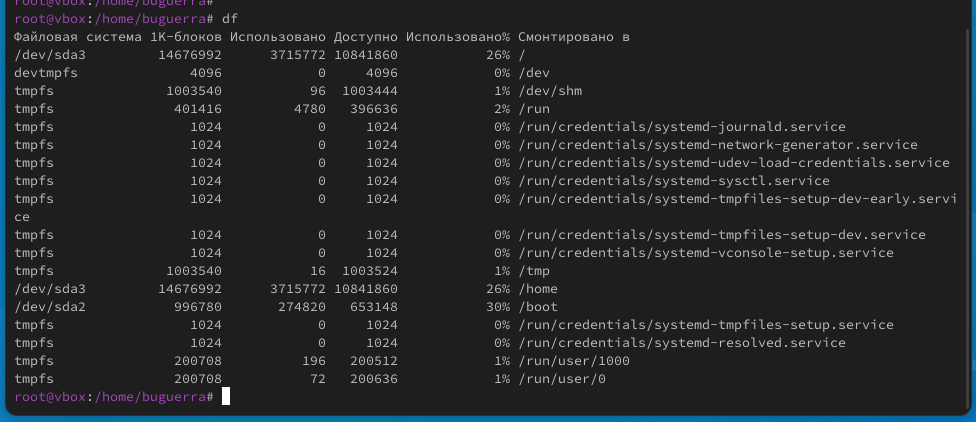 root@vbox:/home/buguerra#
root@vbox:/home/buguerra# df
Файловая система 1K-блоков Использовано Доступно Использовано% Смонтировано в
/dev/sda3 14676992 3715772 10841860 26% /
devtmpfs 4096 0 4096 0% /dev
tmpfs 1003540 96 1003444 1% /dev/shm
tmpfs 401416 4780 396636 2% /run
tmpfs 1024 0 1024 0% /run/credentials/systemd-journald.service
tmpfs 1024 0 1024 0% /run/credentials/systemd-network-generator.service
tmpfs 1024 0 1024 0% /run/credentials/systemd-udev-load-credentials.service
tmpfs 1024 0 1024 0% /run/credentials/systemd-sysctl.service
tmpfs 1024 0 1024 0% /run/credentials/systemd-tmpfiles-setup-dev-early.servi
ce
tmpfs 1024 0 1024 0% /run/credentials/systemd-tmpfiles-setup-dev.service
tmpfs 1024 0 1024 0% /run/credentials/systemd-vconsole-setup.service
tmpfs 1003540 16 1003524 1% /tmp
/dev/sda3 14676992 3715772 10841860 26% /home
/dev/sda2 996780 274820 653148 30% /boot
tmpfs 1024 0 1024 0% /run/credentials/systemd-tmpfiles-setup.service
tmpfs 1024 0 1024 0% /run/credentials/systemd-resolved.service
tmpfs 200708 196 200512 1% /run/user/1000
tmpfs 200708 72 200636 1% /run/user/0
root@vbox:/home/buguerra#